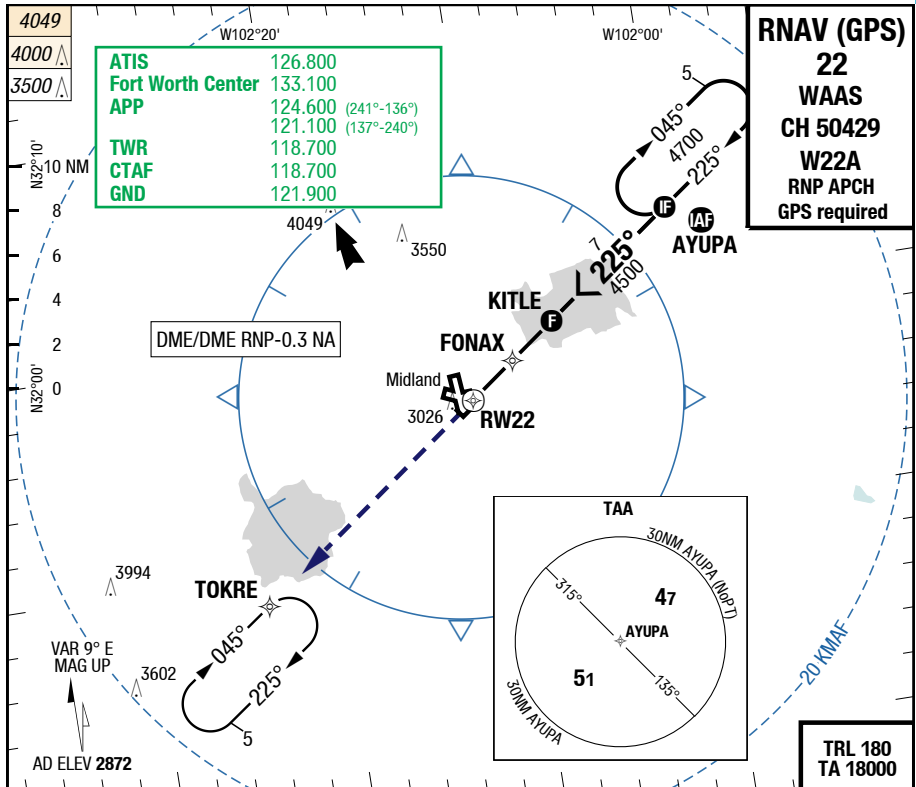 4049
4000
3500
W102°20'
W102°00'
ATIS 126.800
Fort Worth Center 133.100
APP 124.600 (241°-136°)
121.100 (137°-240°)
TWR 118.700
CTAF 118.700
GND 121.900
RNAV (GPS)
22
WAAS
CH 50429
W22A
RNP APCH
GPS required
N32°10'
10 NM
8
6
4
2
0
N32°00'
5
045°
4700
225°
IF
IAF
AYUPA
4049
3550
7
225°
4500
KITLE
F
FONAX
DME/DME RNP-0.3 NA
Midland
3026
RW22
TOKRE
3994
045°
225°
5
3602
VAR 9° E
MAG UP
AD ELEV 2872
TAA
30NM AYUPA (NoPT)
315°
47
AYUPA
51
135°
30NM AYUPA
20 KMAF
TRL 180
TA 18000